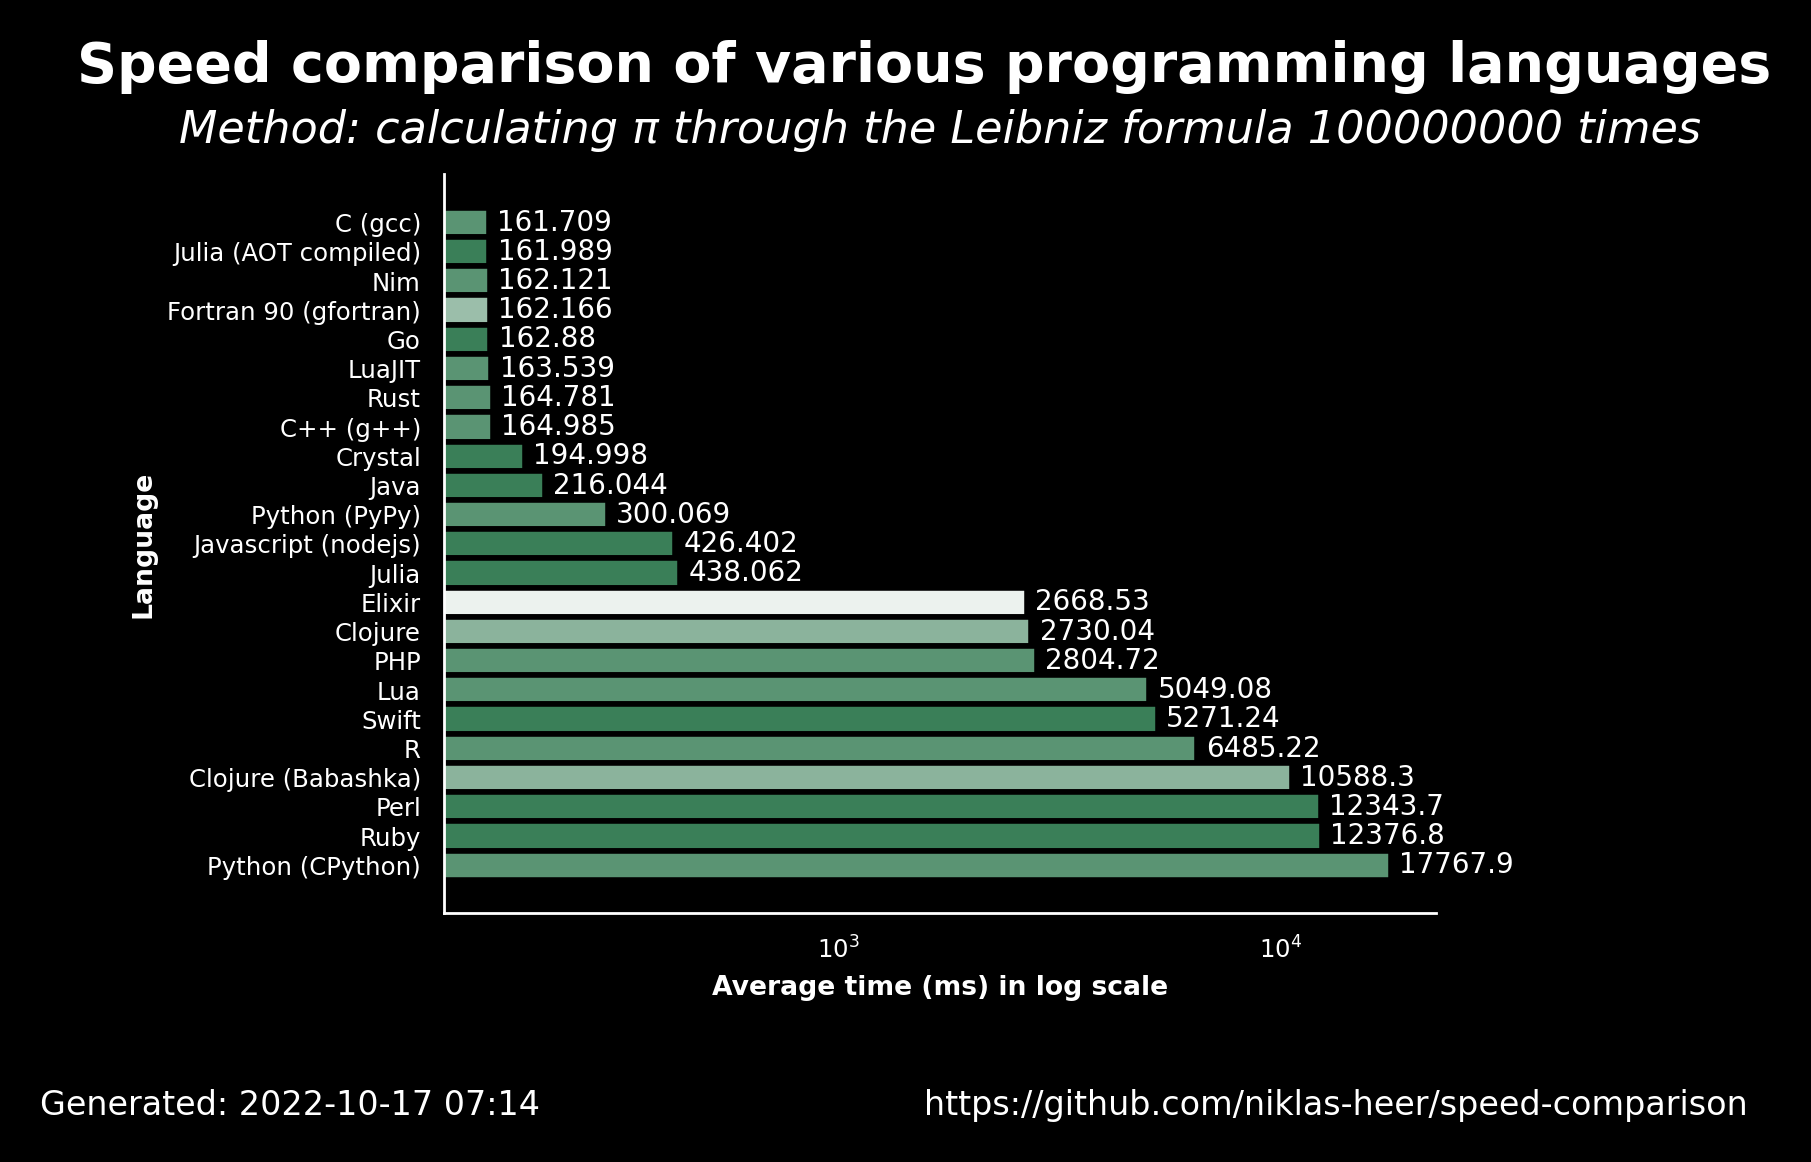 Speed comparison of various programming languages
Method: calculating π through the Leibniz formula 100000000 times
C (gcc) 161.709
Julia (AOT compiled) 161.989
Nim 162.121
Fortran 90 (gfortran) 162.166
Go 162.88
LuaJIT 163.539
Rust 164.781
C++ (g++) 164.985
Crystal 194.998
Java 216.044
Python (PyPy) 300.069
Javascript (nodejs) 426.402
Julia 438.062
Elixir 2668.53
Clojure 2730.04
PHP 2804.72
Lua 5049.08
Swift 5271.24
R 6485.22
Clojure (Babashka) 10588.3
Perl 12343.7
Ruby 12376.8
Python (CPython) 17767.9
Language
10³ 10⁴
Average time (ms) in log scale
Generated: 2022-10-17 07:14 https://github.com/niklas-heer/speed-comparison